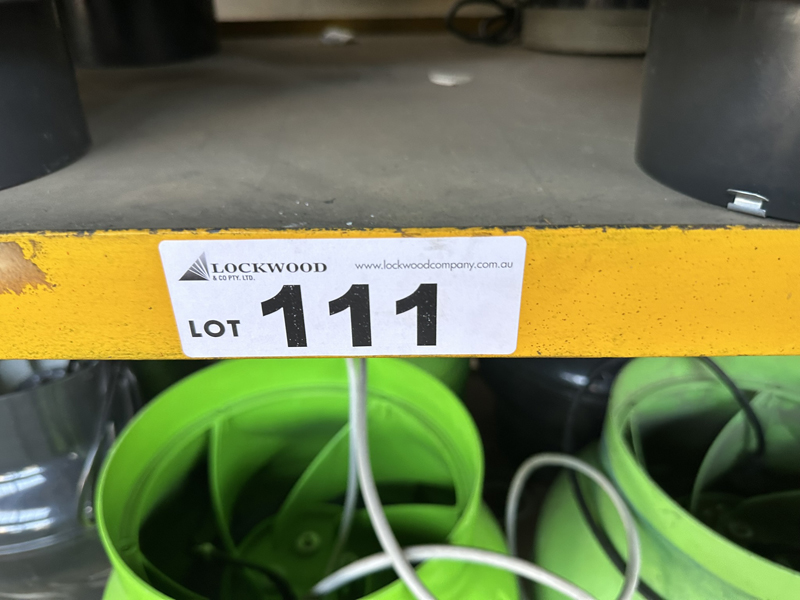 LOCKWOOD www.lockwoodcompany.com.au
& CO PTY. LTD.
LOT 111